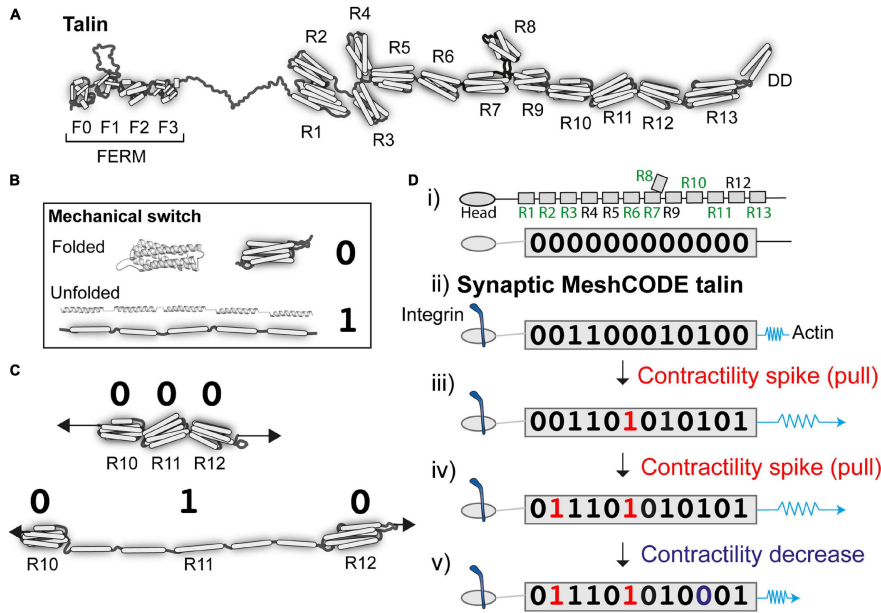 A
Talin
F0 F1 F2 F3
FERM
R1
R2
R3
R4
R5
R6
R7
R8
R9
R10
R11
R12
R13
DD
B
Mechanical switch
Folded
0
Unfolded
1
C
0 0 0
R10 R11 R12
0 1 0
R10 R11 R12
D
i)
R8 R10 R12
Head R1 R2 R3 R4 R5 R6 R7 R9 R11 R13
000000000000
ii) Synaptic MeshCODE talin
Integrin
001100010100
Actin
Contractility spike (pull)
iii)
001101010101
Contractility spike (pull)
iv)
011101010101
Contractility decrease
v)
011101010001